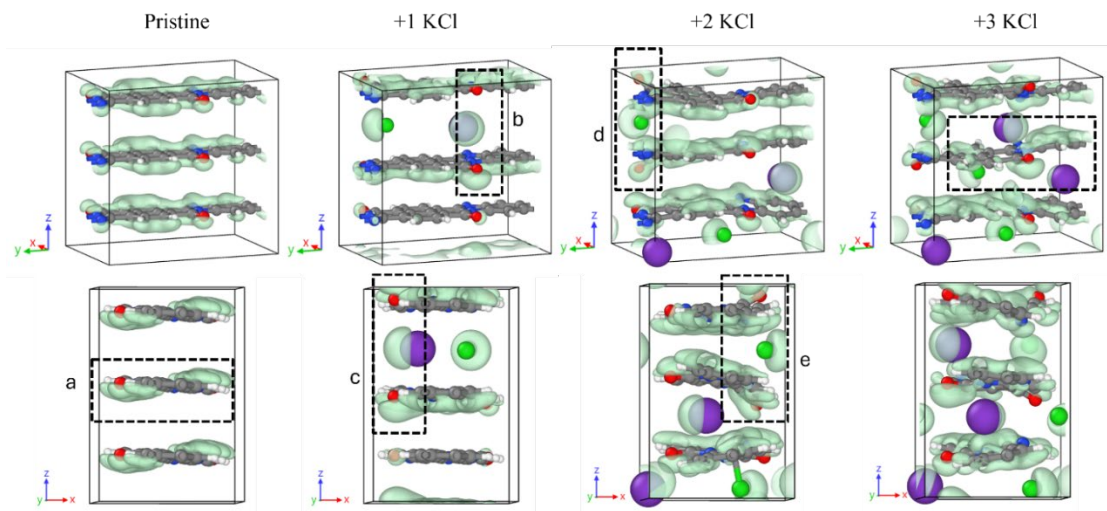 Pristine +1 KCl +2 KCl +3 KCl
b
d
z x y
z x y
z x y
z x y
a
c
e
z y x
z y x
z y x
z y x